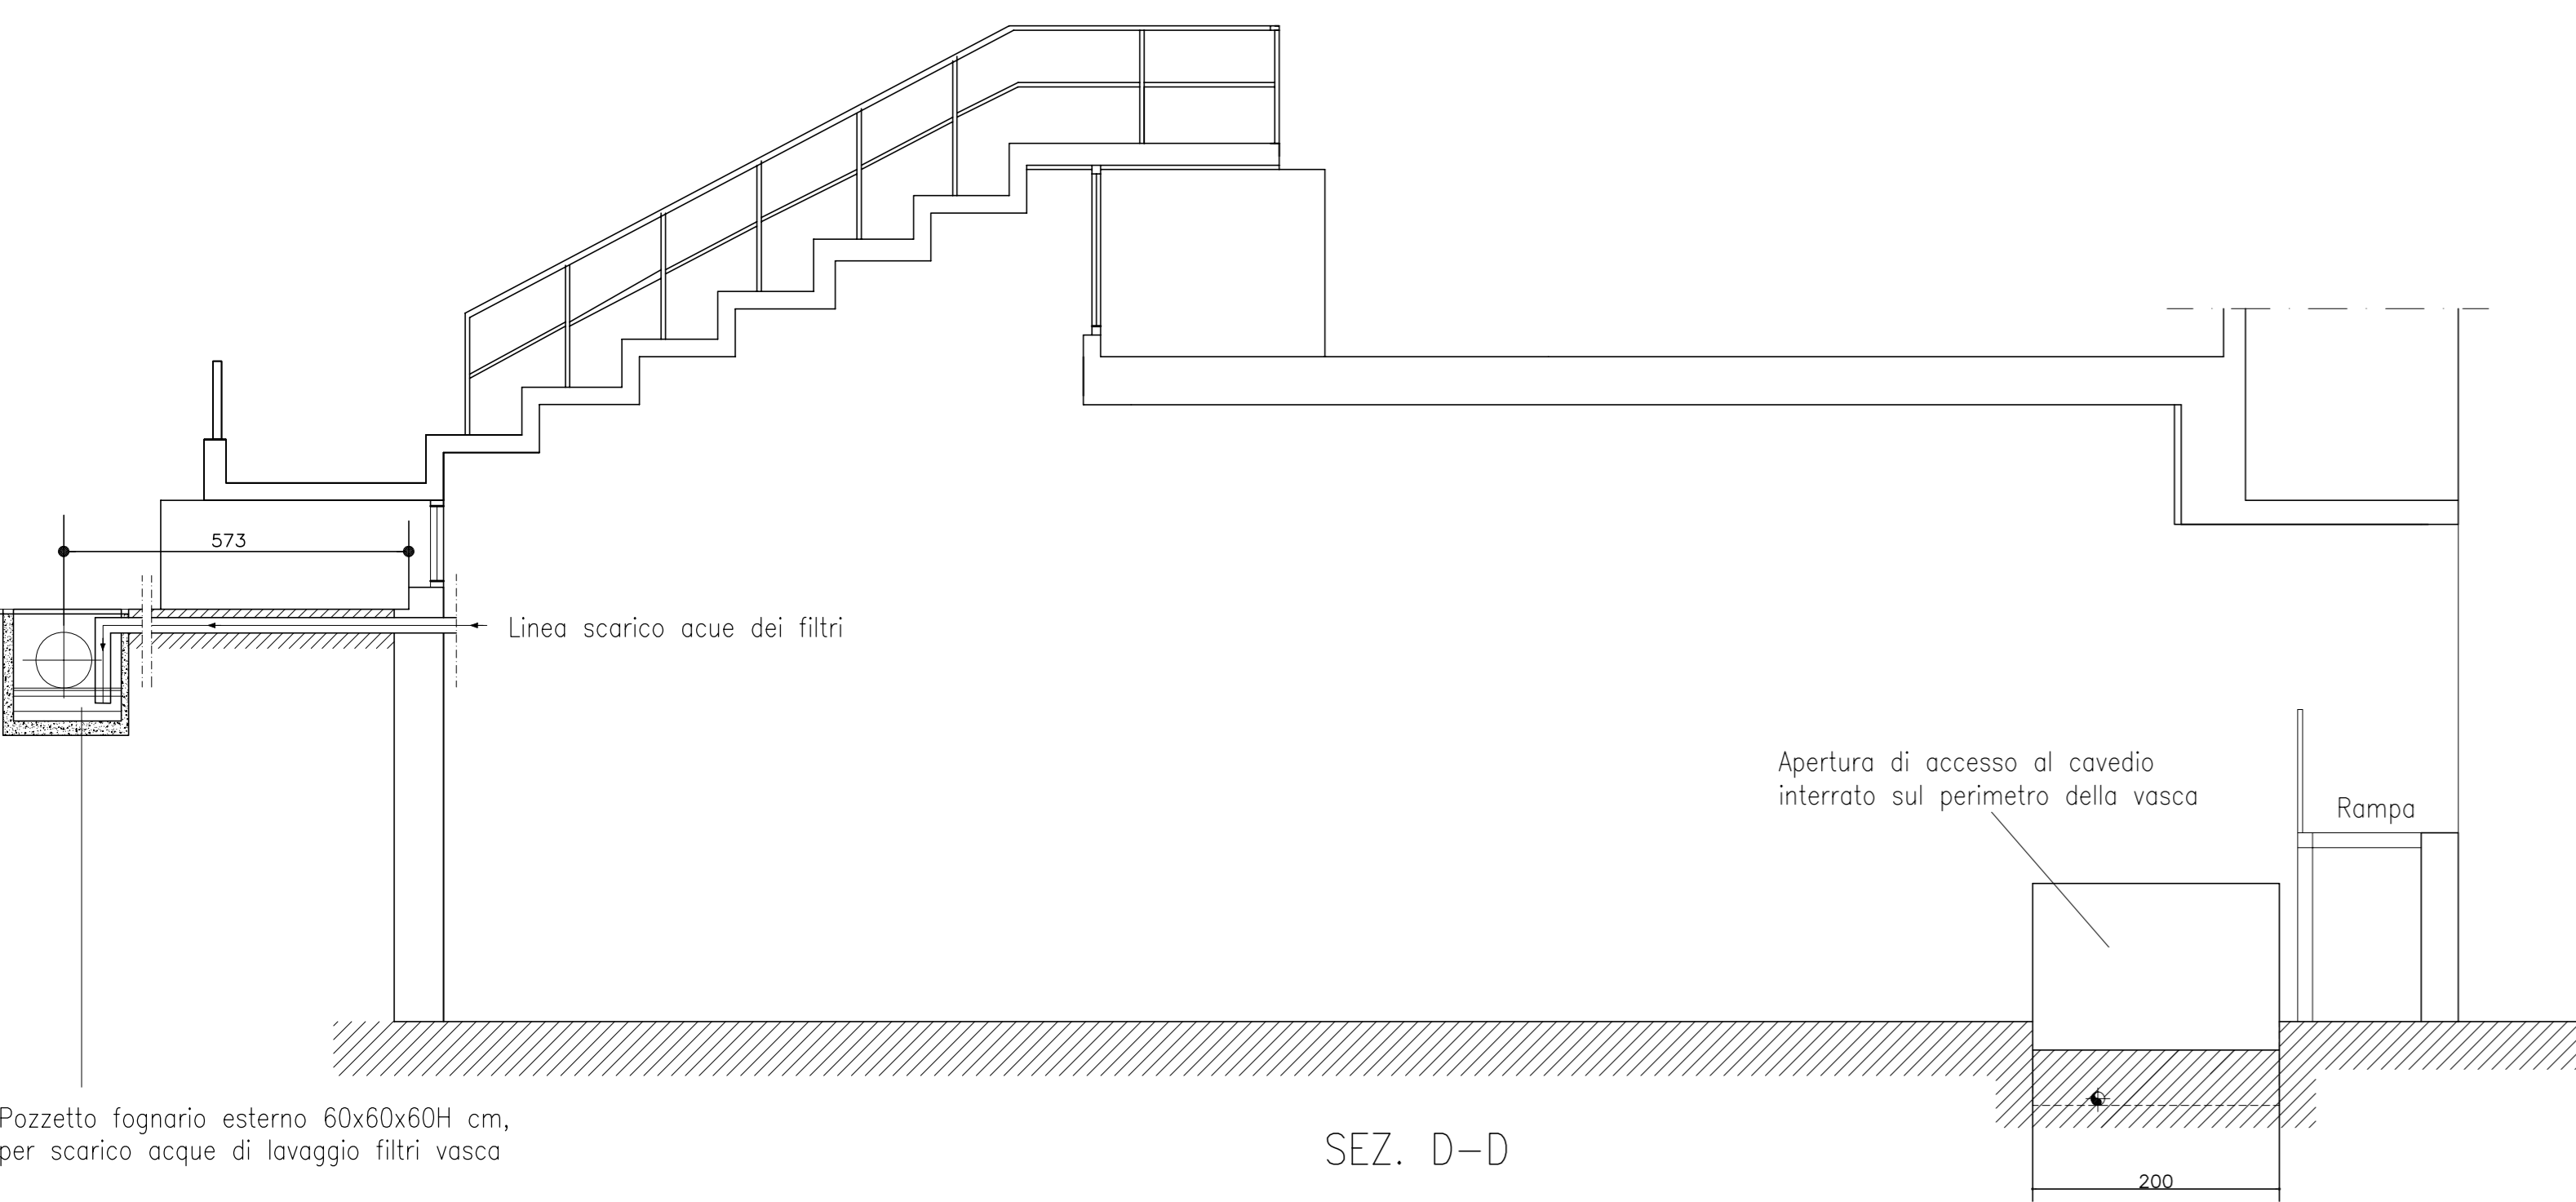 573
Linea scarico acue dei filtri
Apertura di accesso al cavedio
interrato sul perimetro della vasca
Rampa
Pozzetto fognario esterno 60x60x60H cm,
per scarico acque di lavaggio filtri vasca
SEZ. D-D
200